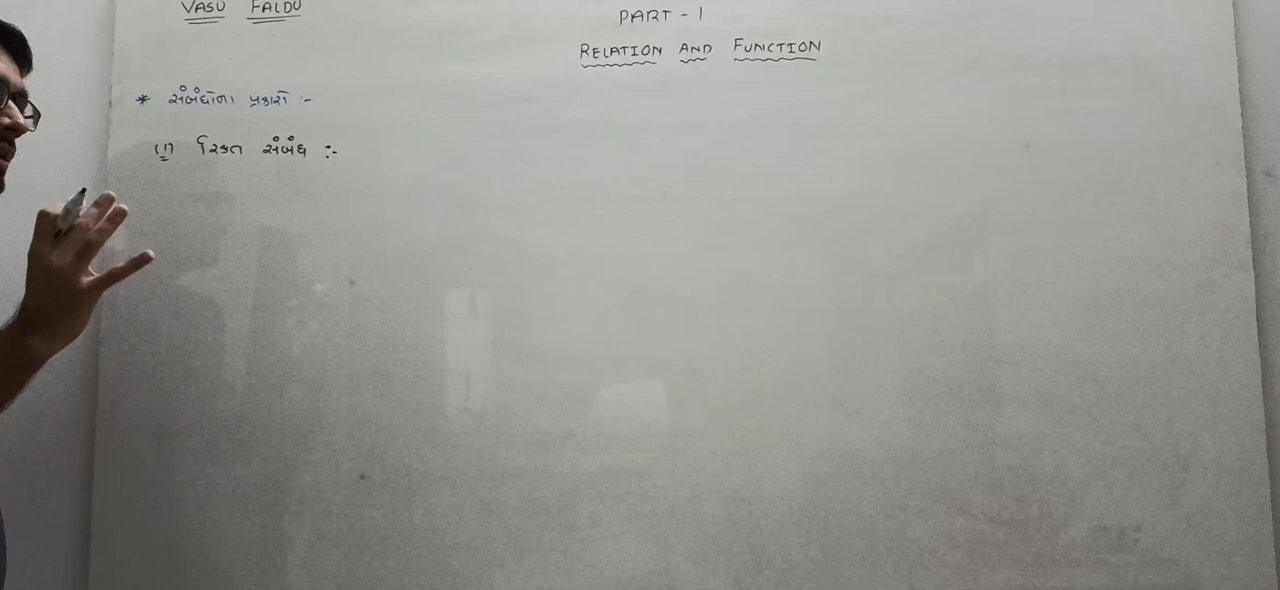 VASU FALDU
PART - 1
RELATION AND FUNCTION
* સંબંધોના પ્રકારો :-
(1) રિક્ત સંબંધ :-